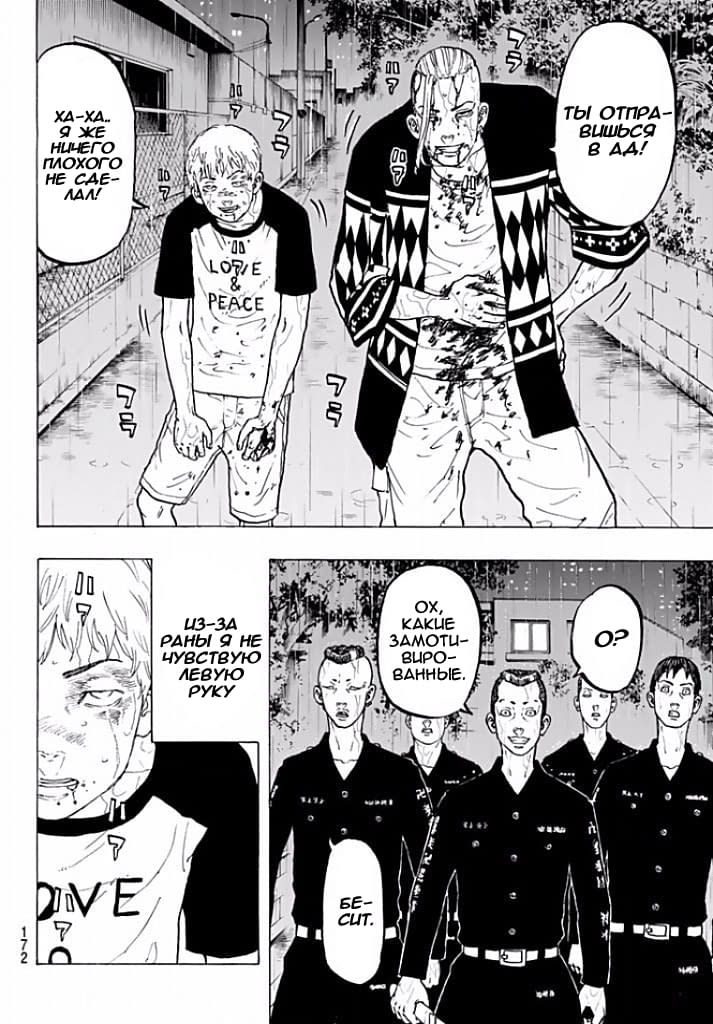 ТЫ ОТПРА-
ВИШЬСЯ
В АД!
ХА-ХА..
Я ЖЕ
НИЧЕГО
ПЛОХОГО
НЕ СДЕ-
ЛАЛ!
LOVE
&
PEACE
О?
ОХ,
КАКИЕ
ЗАМОТИ-
ВИРО-
ВАННЫЕ.
БЕ-
СИТ.
ИЗ-ЗА
РАНЫ Я НЕ
ЧУВСТВУЮ
ЛЕВУЮ
РУКУ
OVE
172